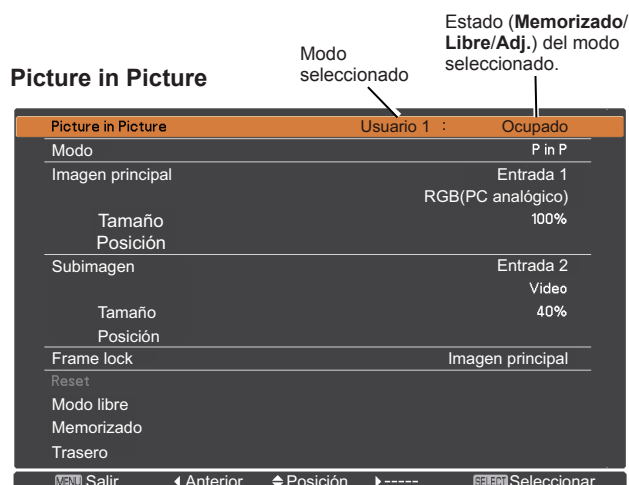 Estado (Memorizado/
Libre/Adj.) del modo
seleccionado.
Modo
seleccionado
Picture in Picture
Picture in Picture Usuario 1 : Ocupado
Modo P in P
Imagen principal Entrada 1
RGB(PC analógico)
Tamaño 100%
Posición
Subimagen Entrada 2
Video
Tamaño 40%
Posición
Frame lock Imagen principal
Reset
Modo libre
Memorizado
Trasero
MENU Salir Anterior Posición ----- SELECT Seleccionar